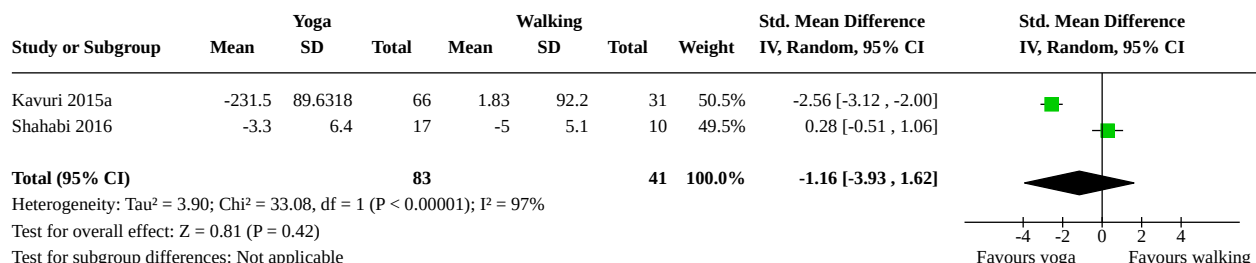 Yoga Walking Std. Mean Difference Std. Mean Difference
Study or Subgroup Mean SD Total Mean SD Total Weight IV, Random, 95% CI IV, Random, 95% CI
Kavuri 2015a -231.5 89.6318 66 1.83 92.2 31 50.5% -2.56 [-3.12 , -2.00]
Shahabi 2016 -3.3 6.4 17 -5 5.1 10 49.5% 0.28 [-0.51 , 1.06]
Total (95% CI) 83 41 100.0% -1.16 [-3.93 , 1.62]
Heterogeneity: Tau² = 3.90; Chi² = 33.08, df = 1 (P < 0.00001); I² = 97%
Test for overall effect: Z = 0.81 (P = 0.42) -4 -2 0 2 4
Test for subgroup differences: Not applicable Favours yoga Favours walking